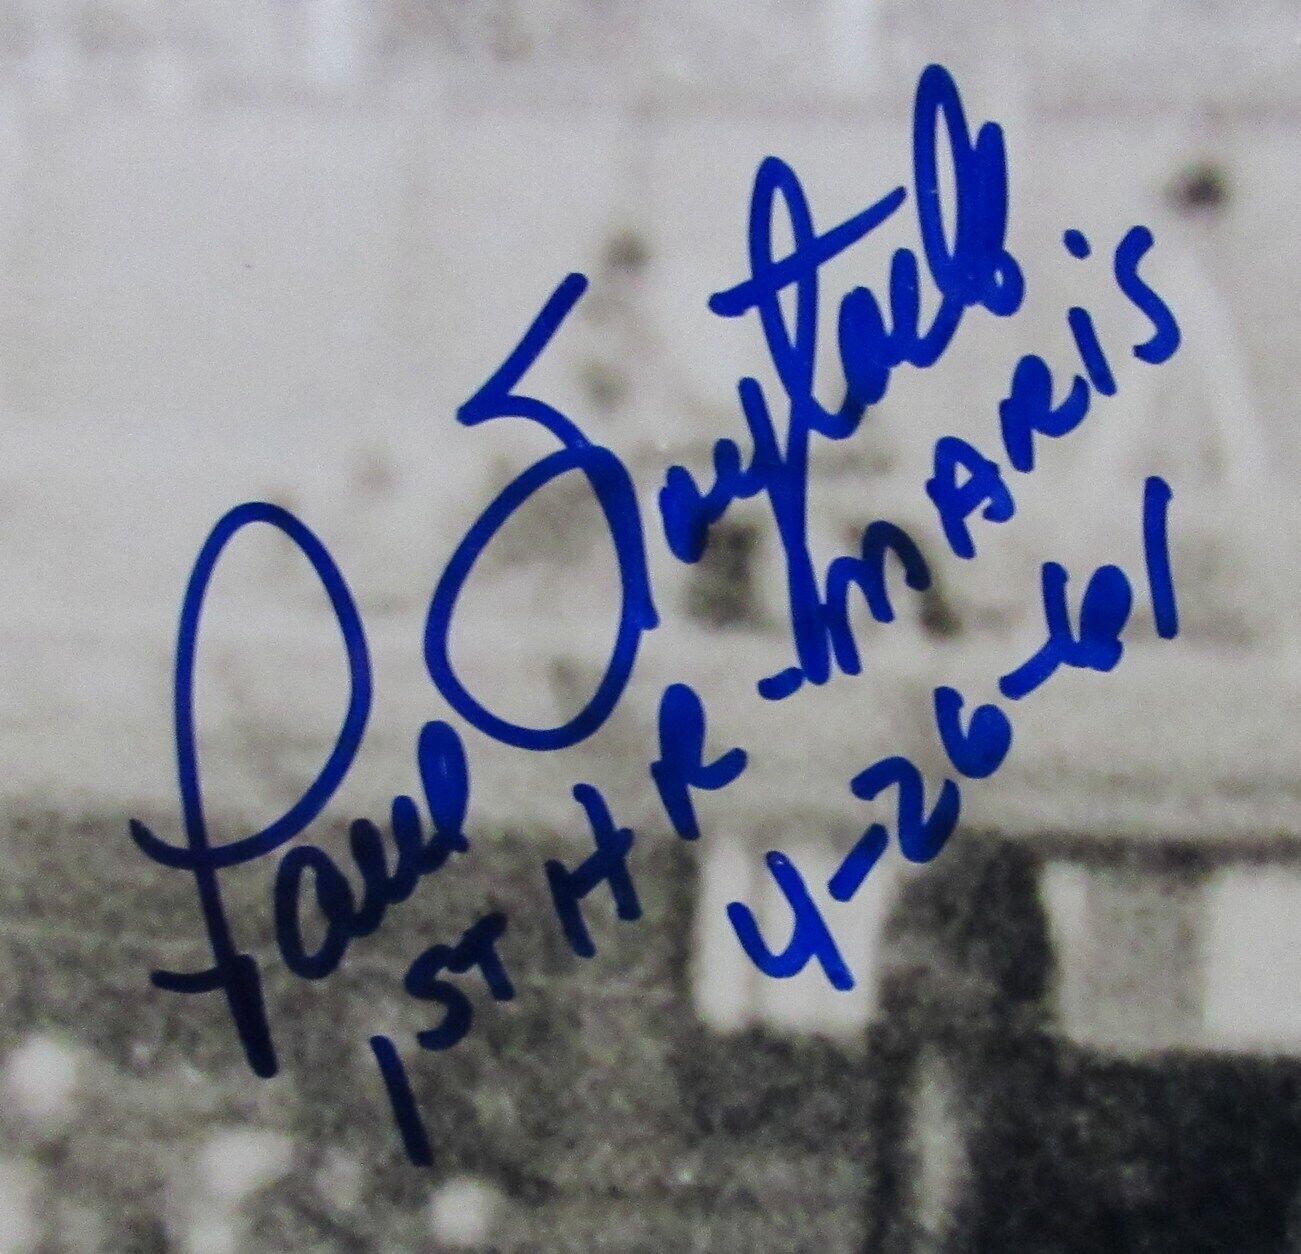 Paul Foytack
1ST HR-MARIS
4-26-61